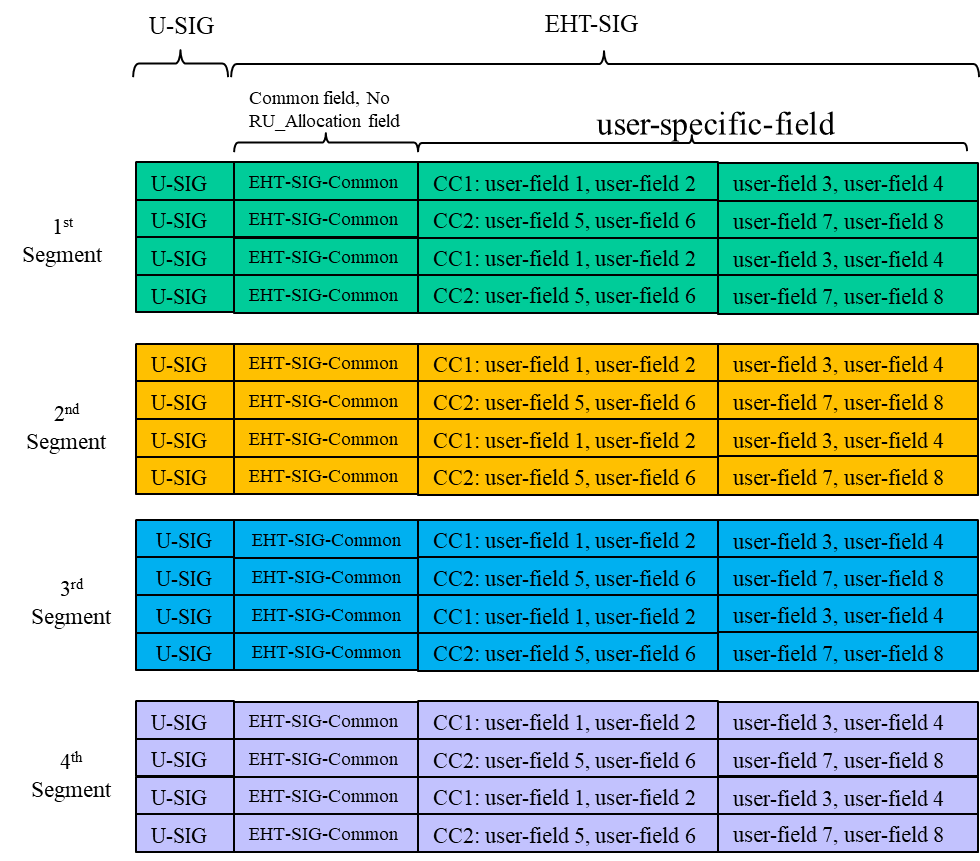 U-SIG
EHT-SIG
Common field, No
RU_Allocation field
user-specific-field
1st
Segment
U-SIG EHT-SIG-Common CC1: user-field 1, user-field 2 user-field 3, user-field 4
U-SIG EHT-SIG-Common CC2: user-field 5, user-field 6 user-field 7, user-field 8
U-SIG EHT-SIG-Common CC1: user-field 1, user-field 2 user-field 3, user-field 4
U-SIG EHT-SIG-Common CC2: user-field 5, user-field 6 user-field 7, user-field 8
2nd
Segment
U-SIG EHT-SIG-Common CC1: user-field 1, user-field 2 user-field 3, user-field 4
U-SIG EHT-SIG-Common CC2: user-field 5, user-field 6 user-field 7, user-field 8
U-SIG EHT-SIG-Common CC1: user-field 1, user-field 2 user-field 3, user-field 4
U-SIG EHT-SIG-Common CC2: user-field 5, user-field 6 user-field 7, user-field 8
3rd
Segment
U-SIG EHT-SIG-Common CC1: user-field 1, user-field 2 user-field 3, user-field 4
U-SIG EHT-SIG-Common CC2: user-field 5, user-field 6 user-field 7, user-field 8
U-SIG EHT-SIG-Common CC1: user-field 1, user-field 2 user-field 3, user-field 4
U-SIG EHT-SIG-Common CC2: user-field 5, user-field 6 user-field 7, user-field 8
4th
Segment
U-SIG EHT-SIG-Common CC1: user-field 1, user-field 2 user-field 3, user-field 4
U-SIG EHT-SIG-Common CC2: user-field 5, user-field 6 user-field 7, user-field 8
U-SIG EHT-SIG-Common CC1: user-field 1, user-field 2 user-field 3, user-field 4
U-SIG EHT-SIG-Common CC2: user-field 5, user-field 6 user-field 7, user-field 8